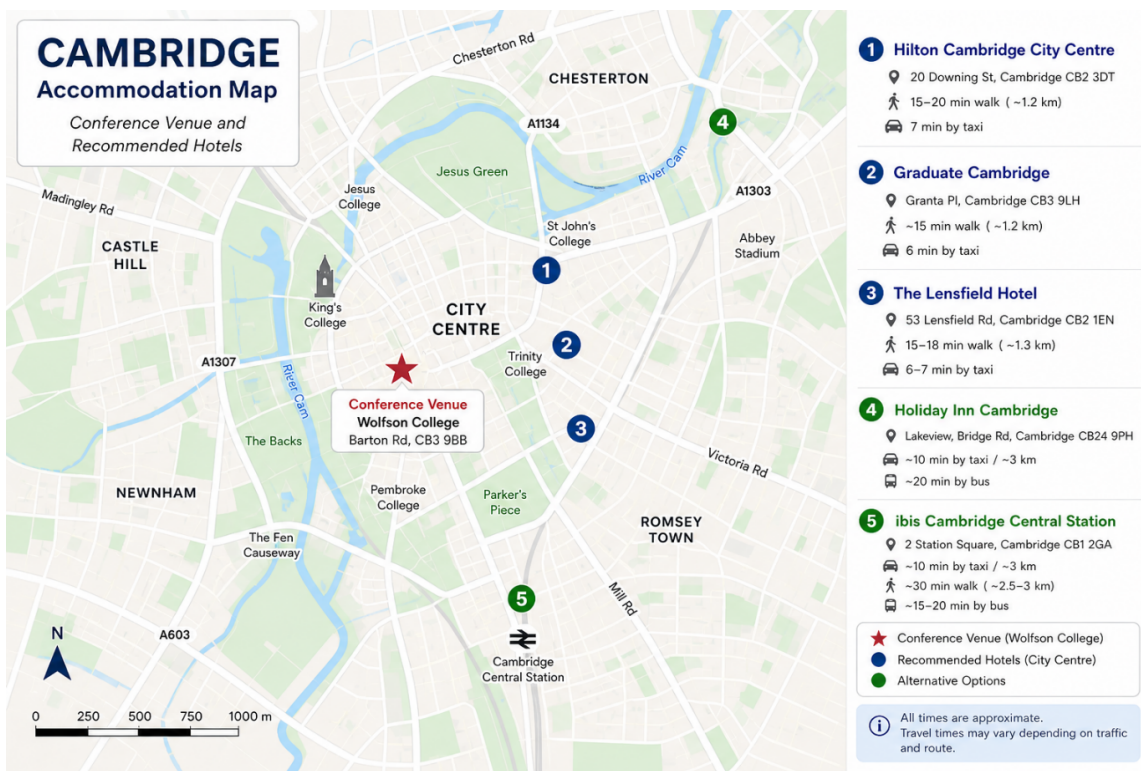 CAMBRIDGE
Accommodation Map
Conference Venue and
Recommended Hotels
Chesterton Rd
CHESTERTON
A1134
Jesus Green
River Cam
4
A1303
Jesus
College
Madingley Rd
CASTLE
HILL
St John's
College
Abbey
Stadium
1
King's
College
CITY
CENTRE
2
Trinity
College
A1307
River Cam
Conference Venue
Wolfson College
Barton Rd, CB3 9BB
3
The Backs
Victoria Rd
NEWNHAM
Pembroke
College
Parker's
Piece
ROMSEY
TOWN
The Fen
Causeway
5
Mill Rd
A603
Cambridge
Central Station
N
0 250 500 750 1000 m
1 Hilton Cambridge City Centre
20 Downing St, Cambridge CB2 3DT
15–20 min walk ( ~1.2 km)
7 min by taxi
2 Graduate Cambridge
Granta Pl, Cambridge CB3 9LH
~15 min walk ( ~1.2 km)
6 min by taxi
3 The Lensfield Hotel
53 Lensfield Rd, Cambridge CB2 1EN
15–18 min walk ( ~1.3 km)
6–7 min by taxi
4 Holiday Inn Cambridge
Lakeview, Bridge Rd, Cambridge CB24 9PH
~10 min by taxi / ~3 km
~20 min by bus
5 ibis Cambridge Central Station
2 Station Square, Cambridge CB1 2GA
~10 min by taxi / ~3 km
~30 min walk ( ~2.5–3 km)
~15–20 min by bus
Conference Venue (Wolfson College)
Recommended Hotels (City Centre)
Alternative Options
All times are approximate.
Travel times may vary depending on traffic
and route.